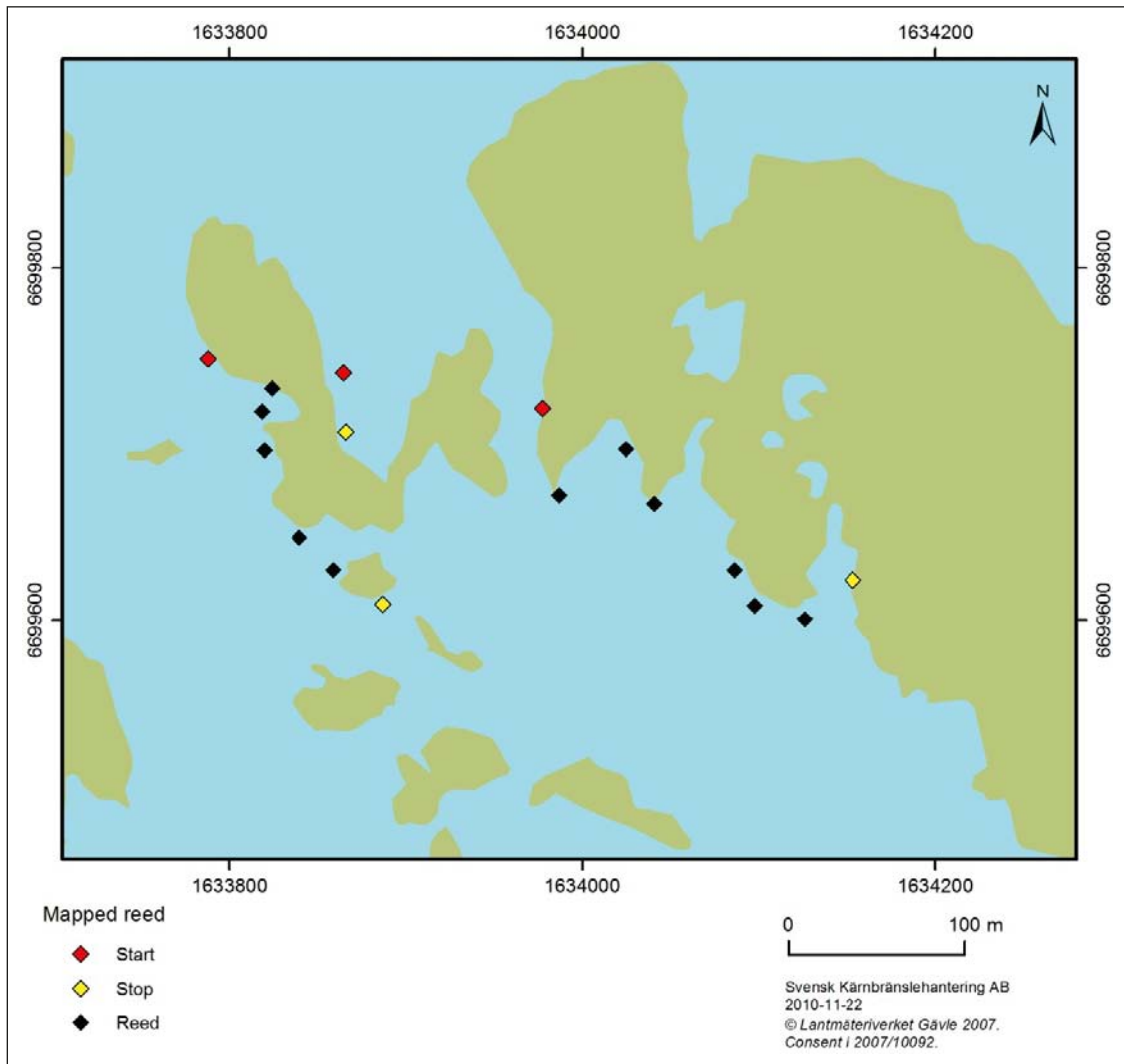 1633800 1634000 1634200
N
6699800 6699800
6699600 6699600
1633800 1634000 1634200
Mapped reed
Start
Stop
Reed
0 100 m
Svensk Kärnbränslehantering AB
2010-11-22
© Lantmäteriverket Gävle 2007.
Consent i 2007/10092.